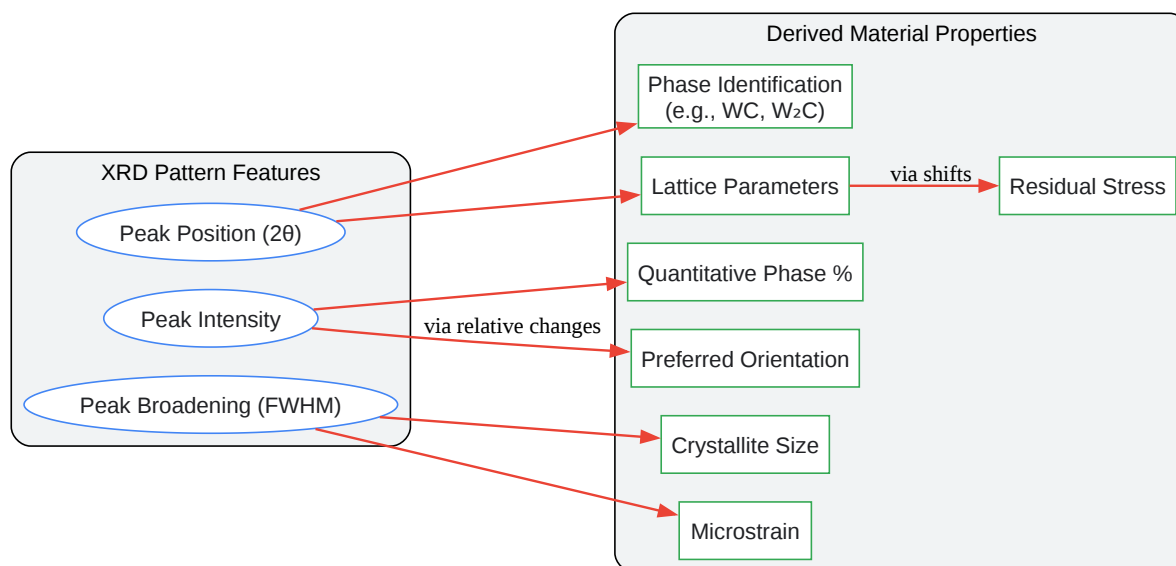 XRD Pattern Features
Peak Position (2θ)
Peak Intensity
Peak Broadening (FWHM)
via relative changes
Derived Material Properties
Phase Identification
(e.g., WC, W₂C)
Lattice Parameters
via shifts
Residual Stress
Quantitative Phase %
Preferred Orientation
Crystallite Size
Microstrain